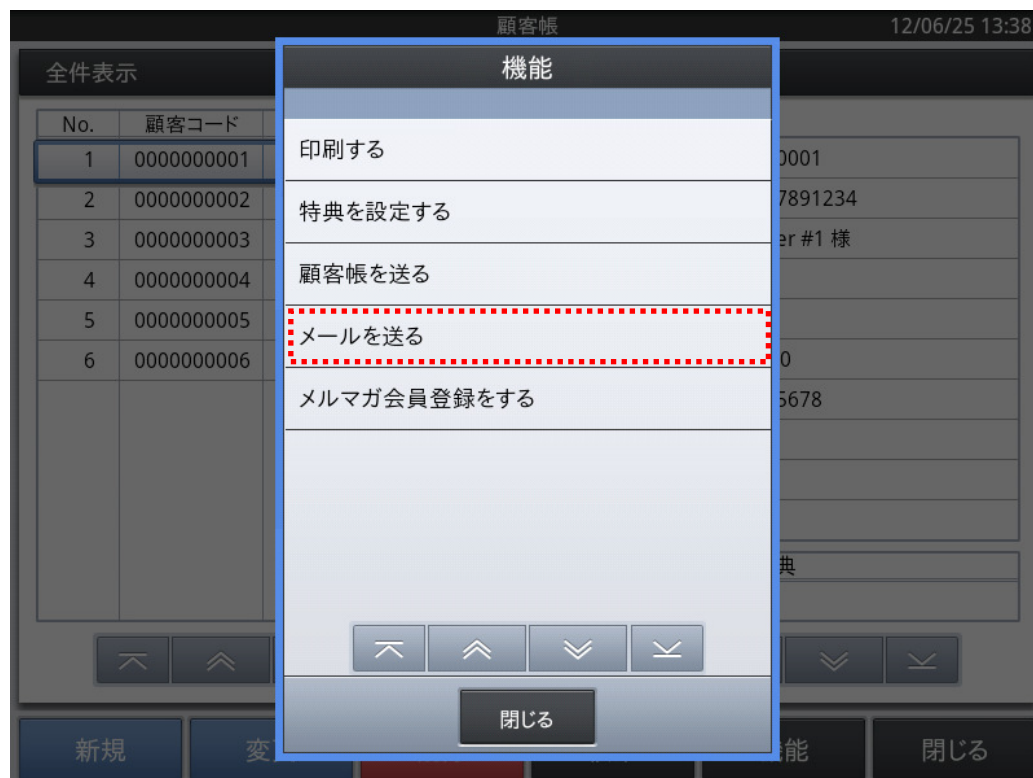 顧客帳 12/06/25 13:38
全件表示
機能
No. 顧客コード
1 0000000001
2 0000000002
3 0000000003
4 0000000004
5 0000000005
6 0000000006
印刷する
特典を設定する
顧客帳を送る
メールを送る
メルマガ会員登録をする
閉じる
0001
7891234
er #1 様
0
5678
典
新規
変
能
閉じる